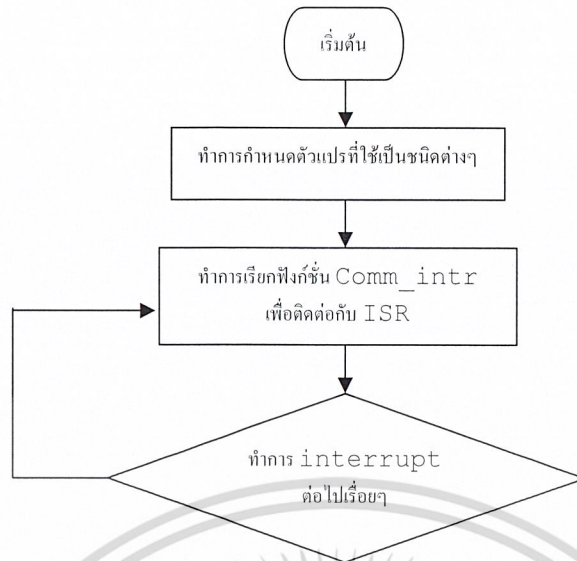 เริ่มต้น
ทำการกำหนดตัวแปรที่ใช้เป็นชนิดต่างๆ
ทำการเรียกฟังก์ชั่น Comm_intr
เพื่อติดต่อกับ ISR
ทำการ interrupt
ต่อไปเรื่อยๆ